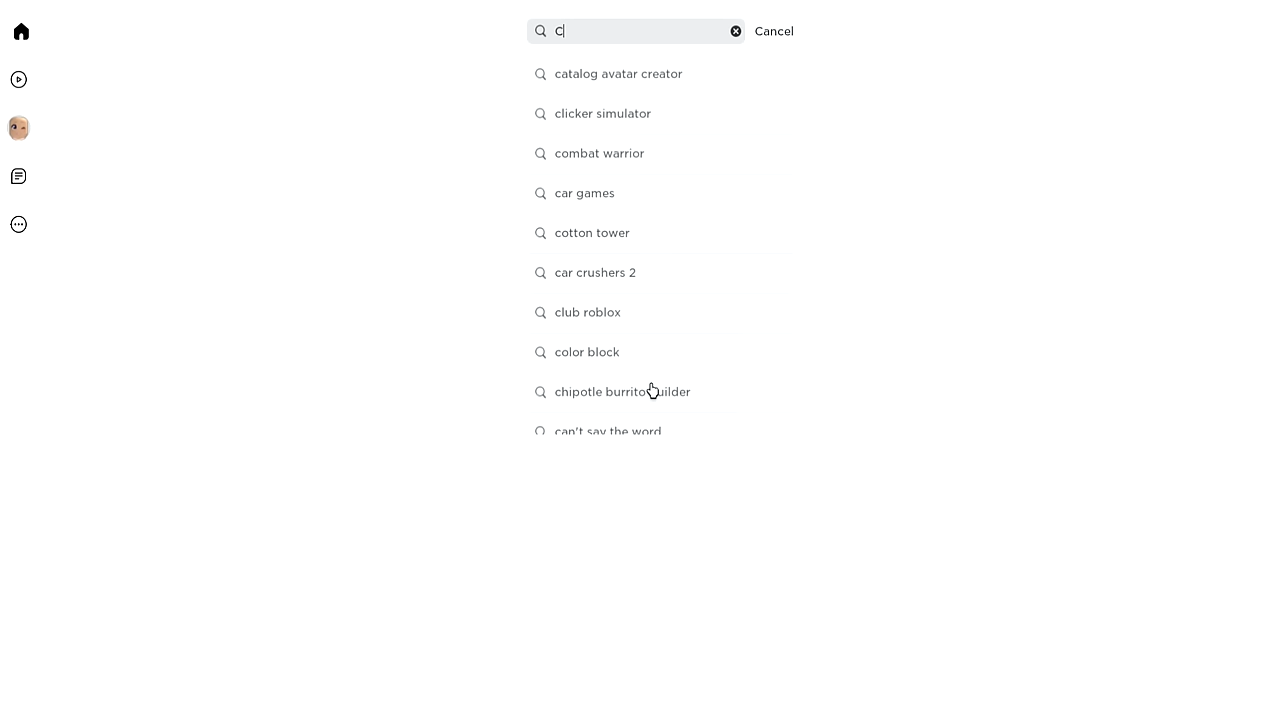 C
Cancel
catalog avatar creator
clicker simulator
combat warrior
car games
cotton tower
car crushers 2
club roblox
color block
chipotle burrito builder
can't say the word